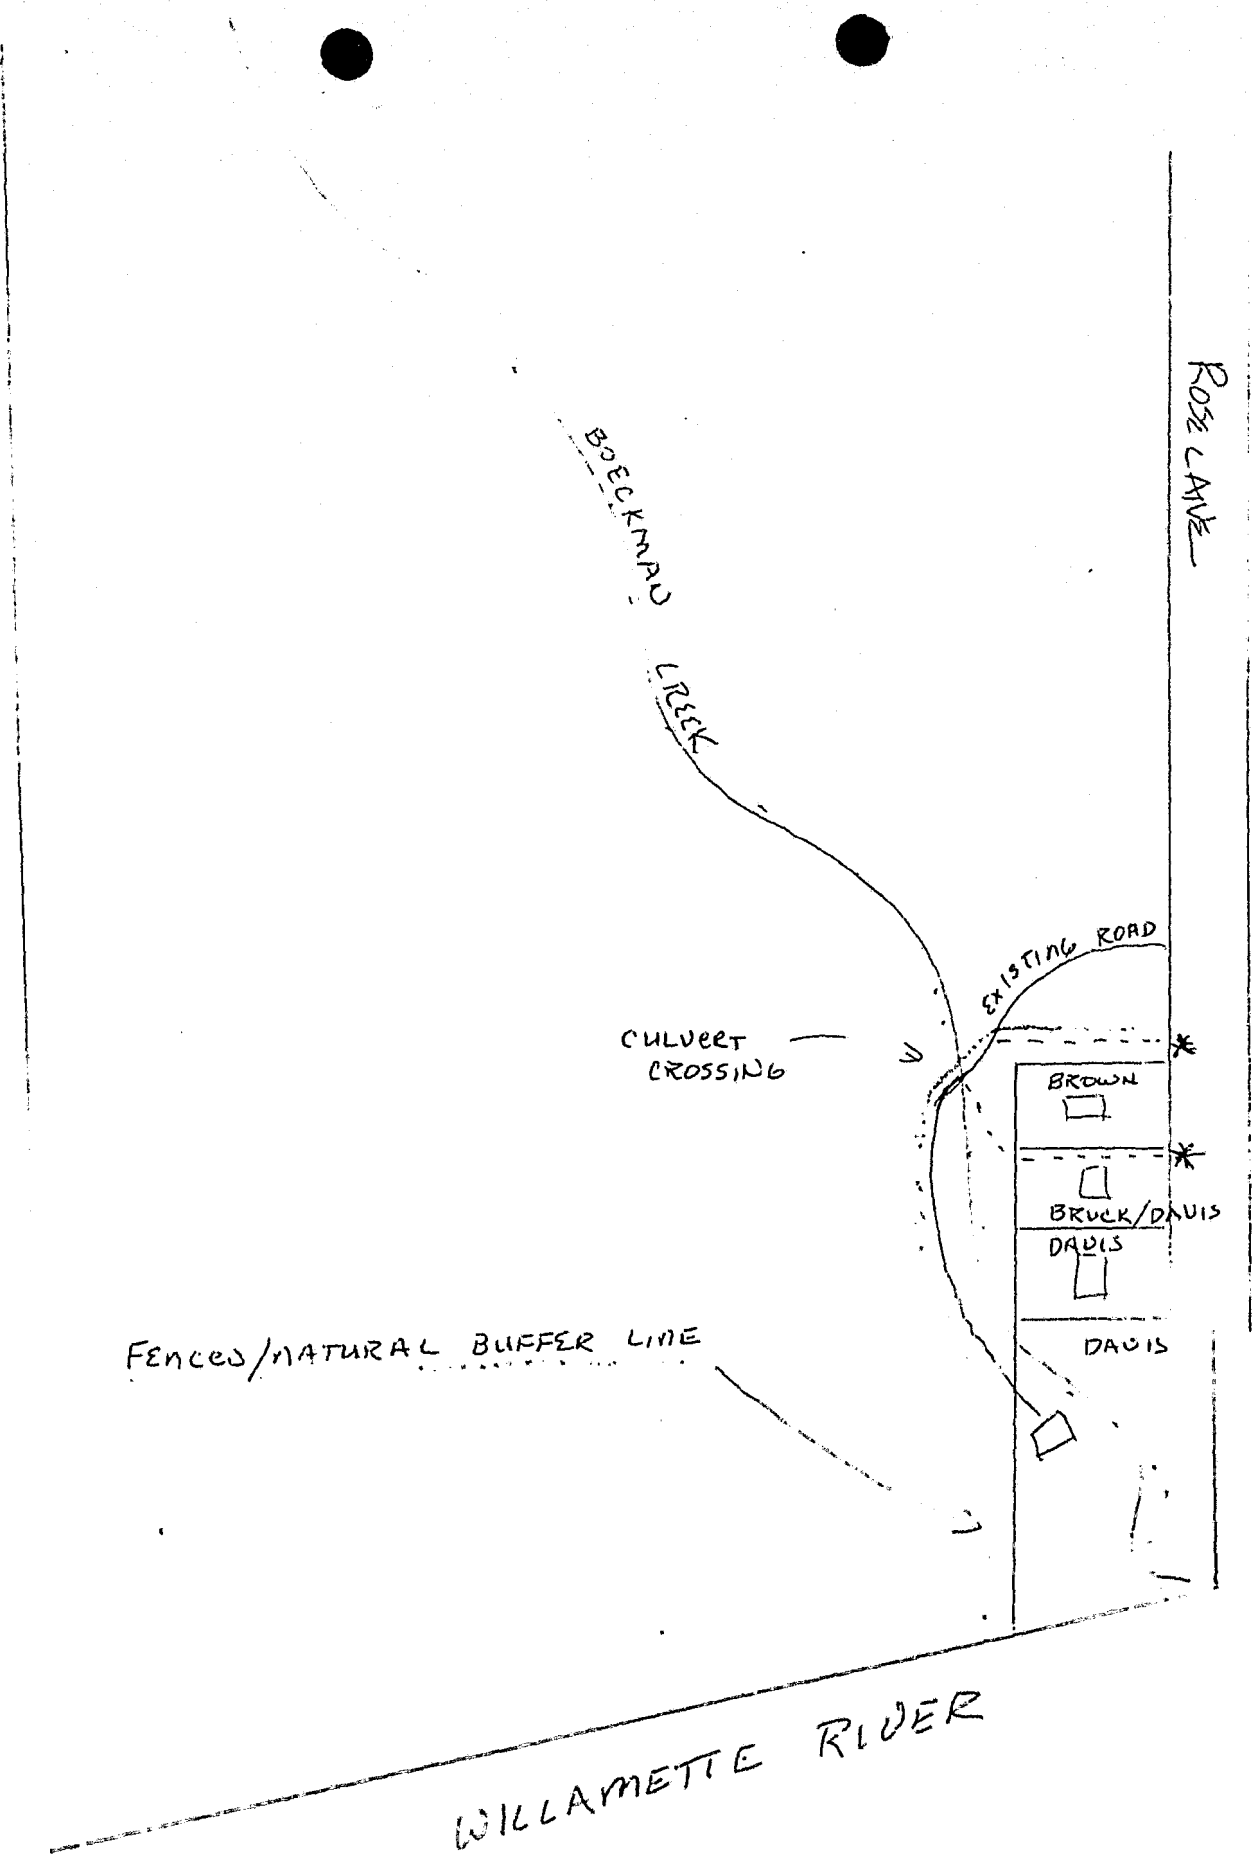 ROSE LANE
BOECKMAN
CREEK
EXISTING ROAD
CULVERT
CROSSING
BROWN
BRUCK/DAVIS
DAVIS
DAVIS
FENCED/NATURAL BUFFER LINE
WILLAMETTE RIVER